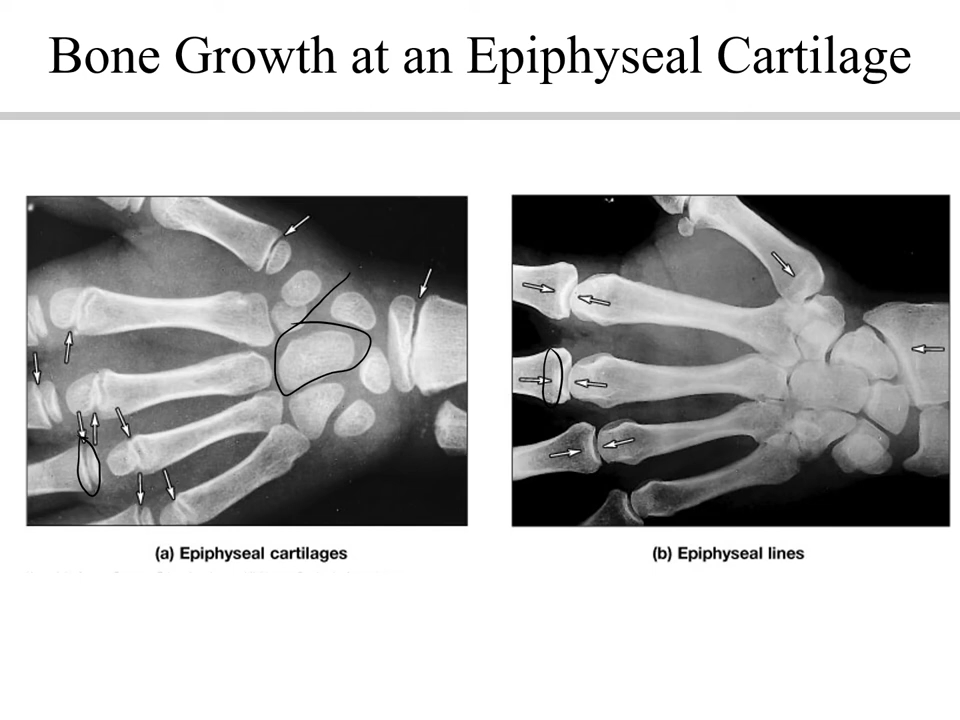 Bone Growth at an Epiphyseal Cartilage
(a) Epiphyseal cartilages
(b) Epiphyseal lines